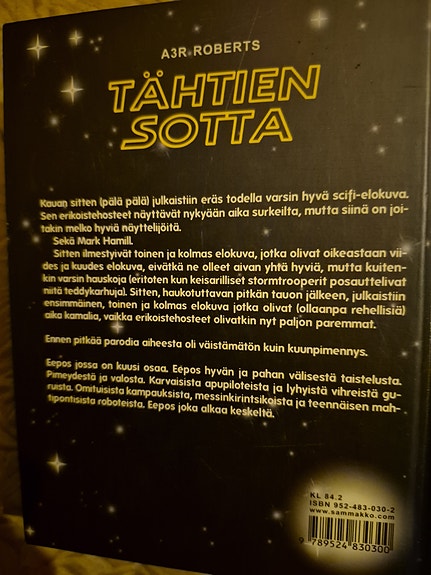 A3R ROBERTS
TÄHTIEN
SOTTA
Kauan sitten (pälä pälä) julkaistiin eräs todella varsin hyvä scifi-elokuva.
Sen erikoistehosteet näyttävät nykyään aika surkeilta, mutta siinä on joi-
takin melko hyviä näyttelijöitä.
Sekä Mark Hamill.
Sitten ilmestyivät toinen ja kolmas elokuva, jotka olivat oikeastaan vii-
des ja kuudes elokuva, eivätkä ne olleet aivan yhtä hyviä, mutta kuiten-
kin varsin hauskoja (eritoten kun keisarilliset stormtrooperit posauttelivat
niitä teddykarhuja). Sitten, haukotuttavan pitkän tauon jälkeen, julkaistiin
ensimmäinen, toinen ja kolmas elokuva jotka olivat (ollaanpa rehellisiä)
aika kamalia, vaikka erikoistehosteet olivatkin nyt paljon paremmat.
Ennen pitkää parodia aiheesta oli väistämätön kuin kuunpimennys.
Eepos jossa on kuusi osaa. Eepos hyvän ja pahan välisestä taistelusta.
Pimeydestä ja valosta. Karvaisista apupiloteista ja lyhyistä vihreistä gu-
ruista. Omituisista kampauksista, messinkirintsikoista ja teennäisen mah-
tipontisista roboteista. Eepos joka alkaa keskeltä.
KL 84.2
ISBN 952-483-030-2
www.sammakko.com
9 789524 830300